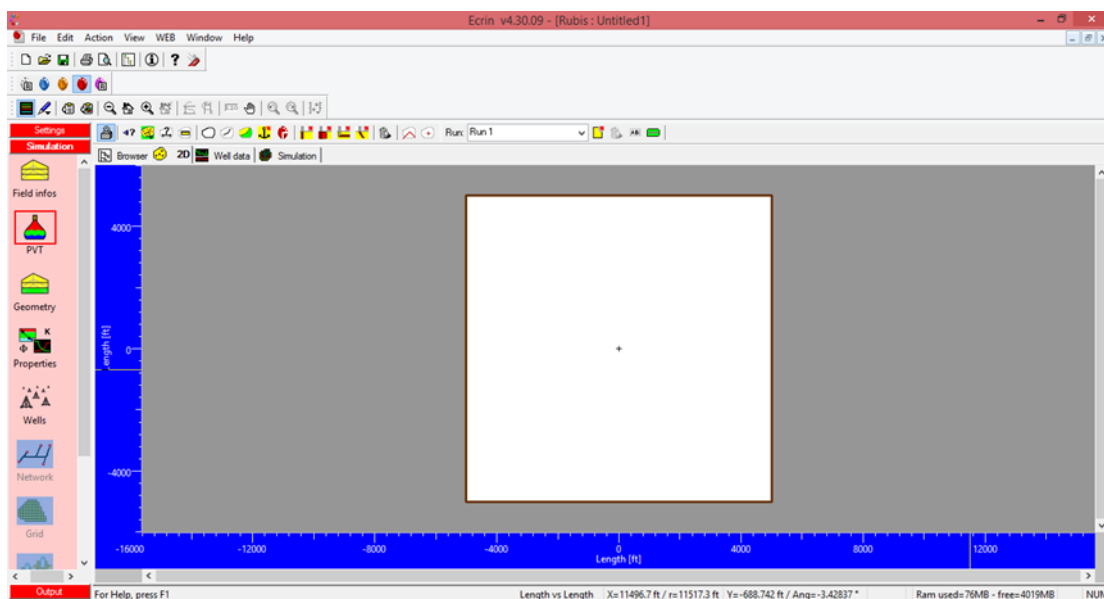 Ecrin v4.30.09 - [Rubis : Untitled1]
File Edit Action View WEB Window Help
Settings
Run: Run 1
Simulation
Browser 2D Well data Simulation
Field infos
PVT
Geometry
K
Φ
Properties
Wells
Network
Grid
4000
0
-4000
Length [ft]
-16000 -12000 -8000 -4000 0 4000 8000 12000
Length [ft]
Output
For Help, press F1 Length vs Length X=11496.7 ft / r=11517.3 ft Y=-688.742 ft / Ang=-3.42837 ° Ram used=76MB - free=4019MB NUM